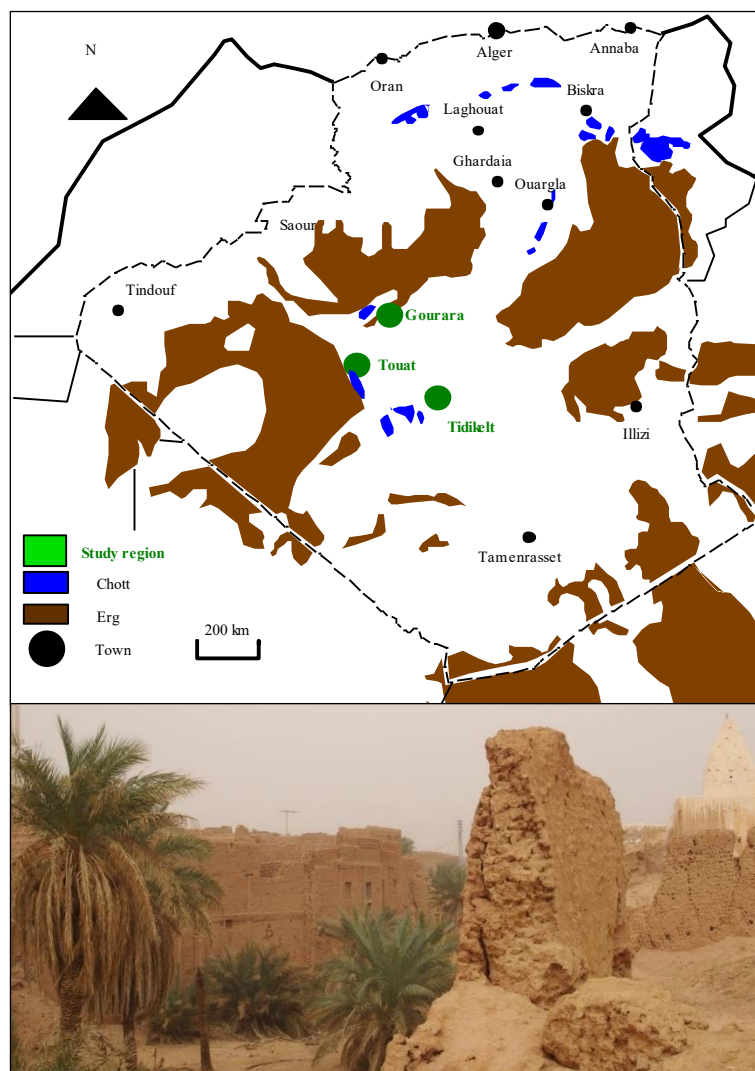 N
Alger
Annaba
Oran
Biskra
Laghouat
Ghardaia
Ouargla
Saour
Tindouf
Gourara
Touat
Tidikelt
Illizi
Study region
Tamenrasset
Chott
Erg
200 km
Town